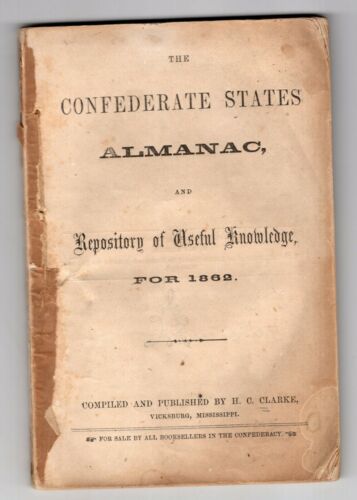 THE
CONFEDERATE STATES
ALMANAC,
AND
Repository of Useful Knowledge,
FOR 1862.
COMPILED AND PUBLISHED BY H. C. CLARKE,
VICKSBURG, MISSISSIPPI.
☞ FOR SALE BY ALL BOOKSELLERS IN THE CONFEDERACY. ☜